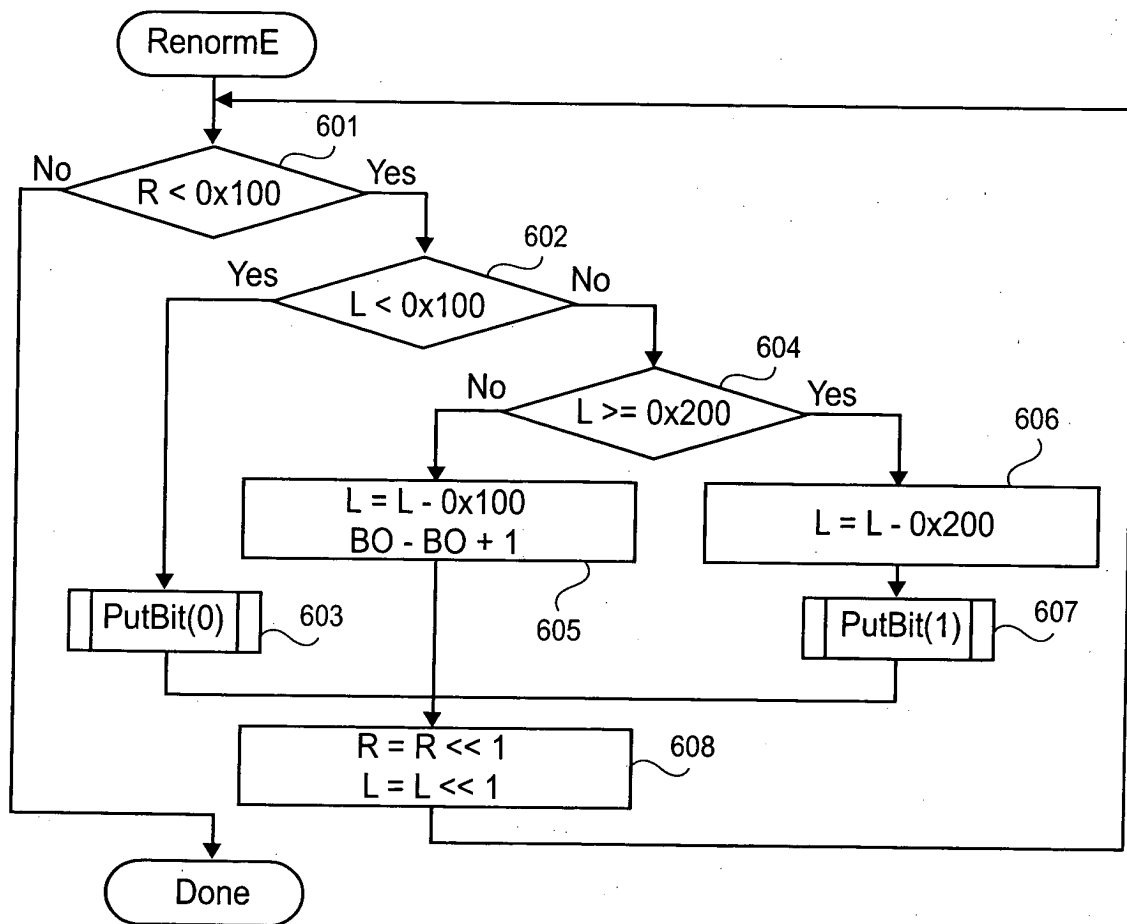 RenormE
601
No
Yes
R < 0x100
602
Yes
No
L < 0x100
604
No
Yes
L >= 0x200
606
L = L - 0x100
BO - BO + 1
L = L - 0x200
605
PutBit(0)
603
PutBit(1)
607
R = R << 1
L = L << 1
608
Done